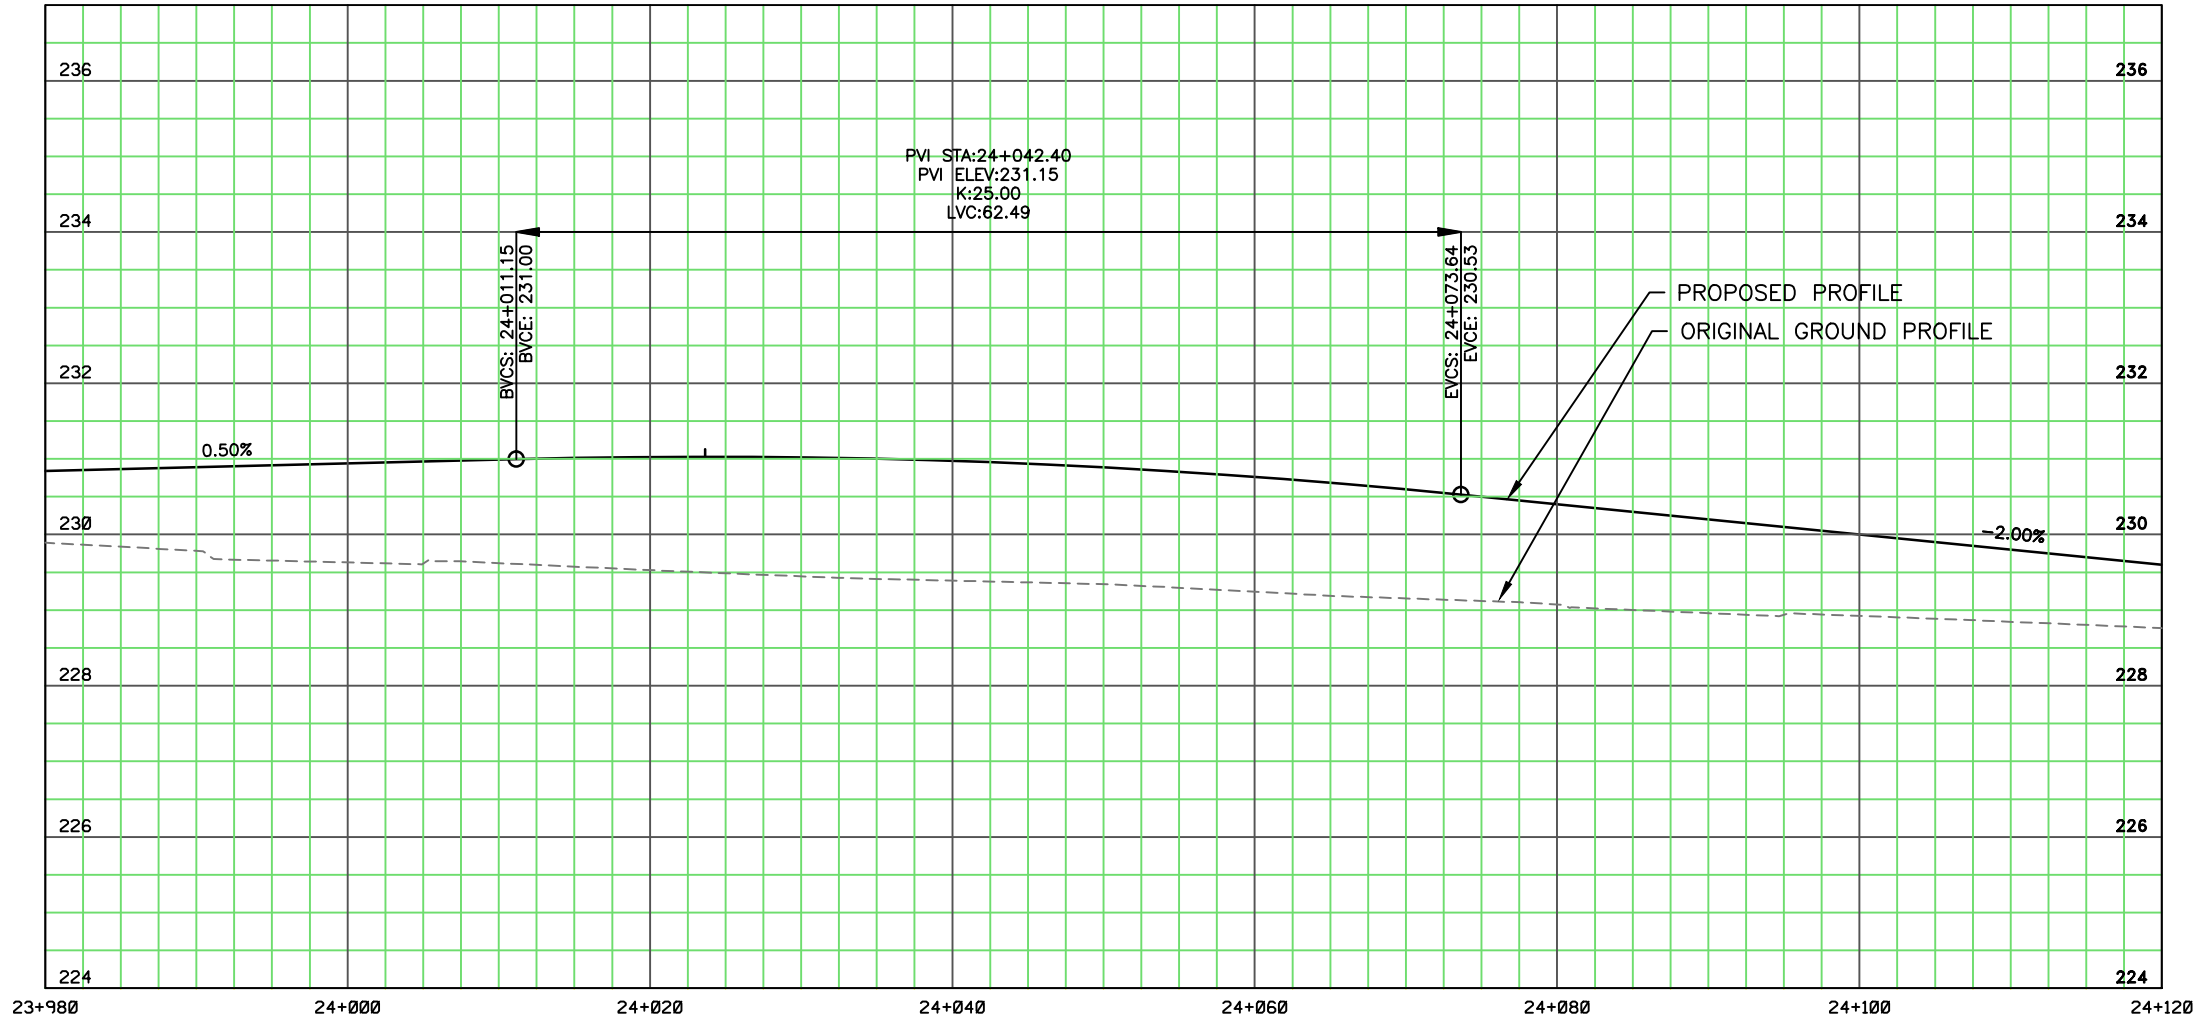 236
236
PVI STA:24+042.40
PVI ELEV:231.15
K:25.00
LVC:62.49
234
234
BVCS: 24+011.15
BVCE: 231.00
EVCS: 24+073.64
EVCE: 230.53
PROPOSED PROFILE
ORIGINAL GROUND PROFILE
232
232
0.50%
230
230
-2.00%
228
228
226
226
224
224
23+980
24+000
24+020
24+040
24+060
24+080
24+100
24+120